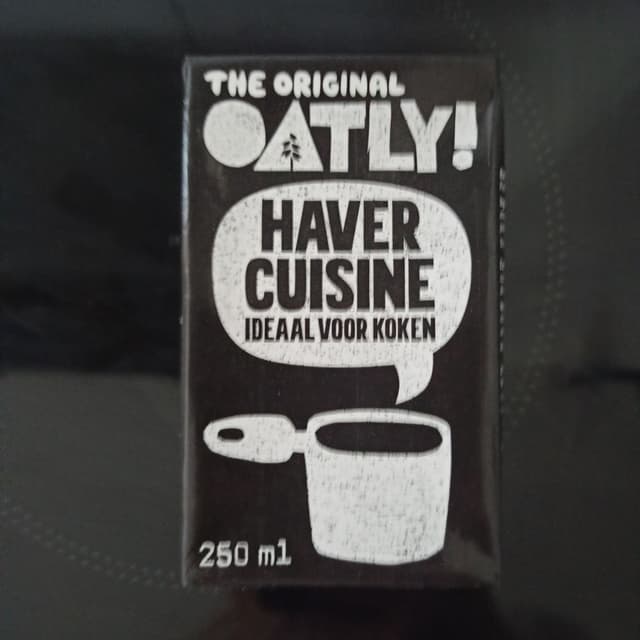 THE ORIGINAL
OATLY!
HAVER
CUISINE
IDEAAL VOOR KOKEN
250 ml